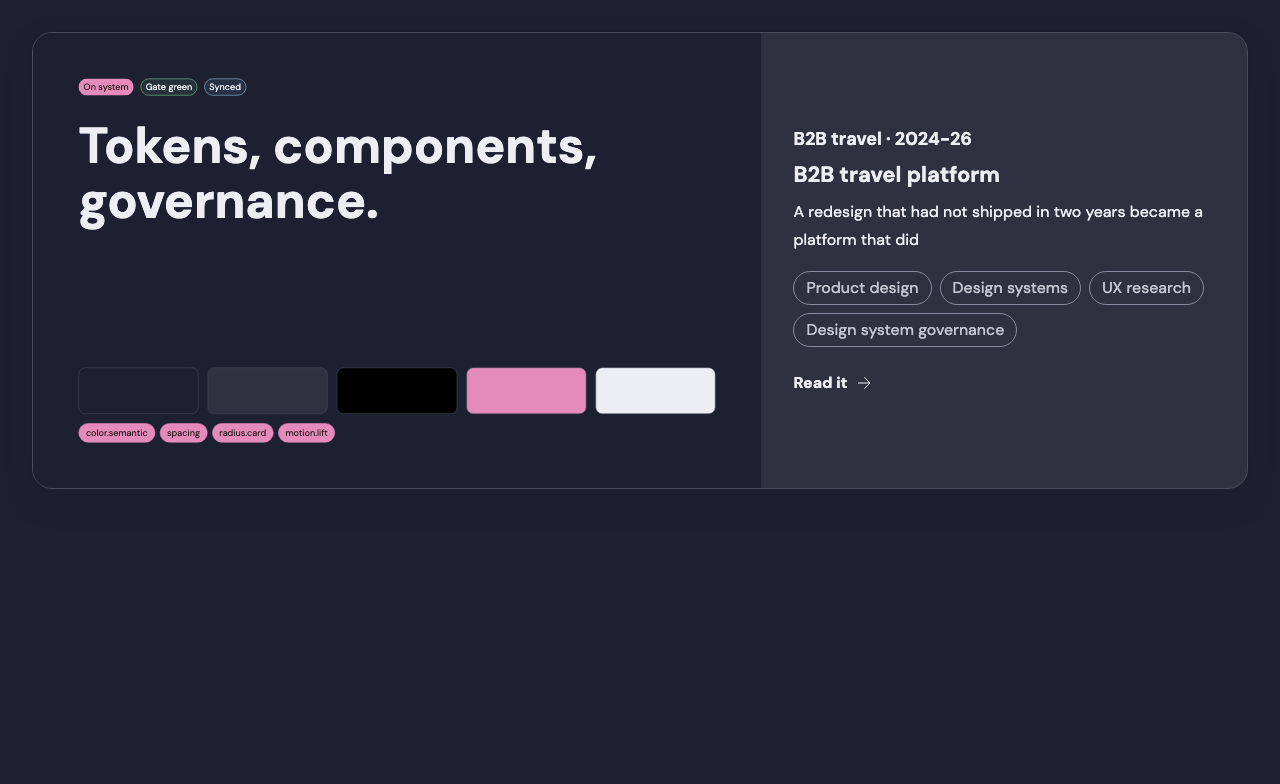 On system Gate green Synced
Tokens, components,
governance.
color.semantic spacing radius.card motion.lift
B2B travel · 2024–26
B2B travel platform
A redesign that had not shipped in two years became a
platform that did
Product design Design systems UX research
Design system governance
Read it →